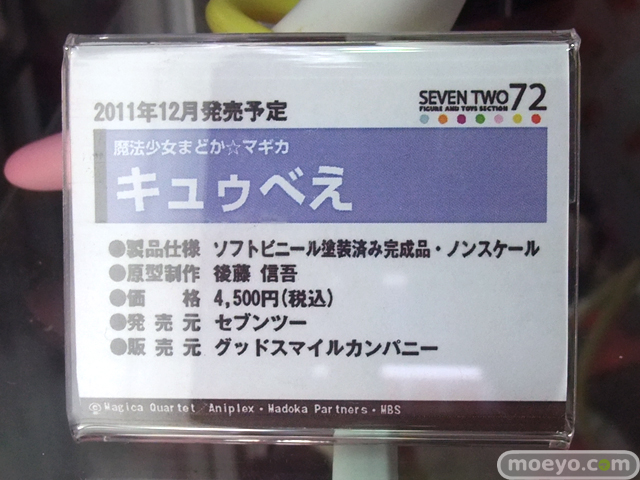 SEVEN TWO 72
FIGURE AND TOYS SECTION
2011年12月発売予定
魔法少女まどか☆マギカ
キュゥべえ
●製品仕様 ソフトビニール塗装済み完成品・ノンスケール
●原型制作 後藤 信吾
●価 格 4,500円(税込)
●発 売 元 セブンツー
●販 売 元 グッドスマイルカンパニー
©Magica Quartet／Aniplex・Madoka Partners・MBS
moeyo.com